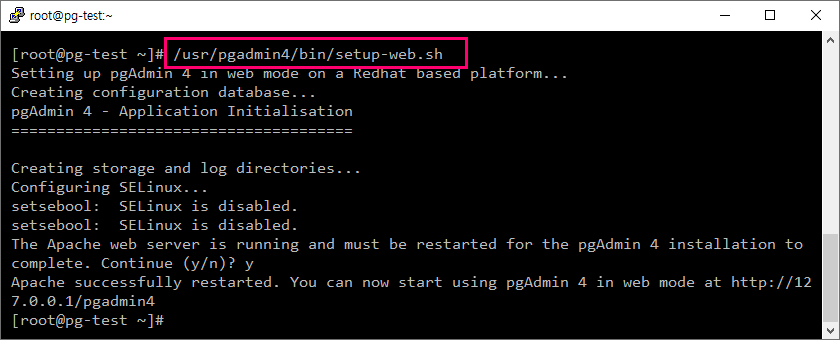 root@pg-test:~
[root@pg-test ~]# /usr/pgadmin4/bin/setup-web.sh
Setting up pgAdmin 4 in web mode on a Redhat based platform...
Creating configuration database...
pgAdmin 4 - Application Initialisation
======================================
Creating storage and log directories...
Configuring SELinux...
setsebool:  SELinux is disabled.
setsebool:  SELinux is disabled.
The Apache web server is running and must be restarted for the pgAdmin 4 installation to
complete. Continue (y/n)? y
Apache successfully restarted. You can now start using pgAdmin 4 in web mode at http://12
7.0.0.1/pgadmin4
[root@pg-test ~]#